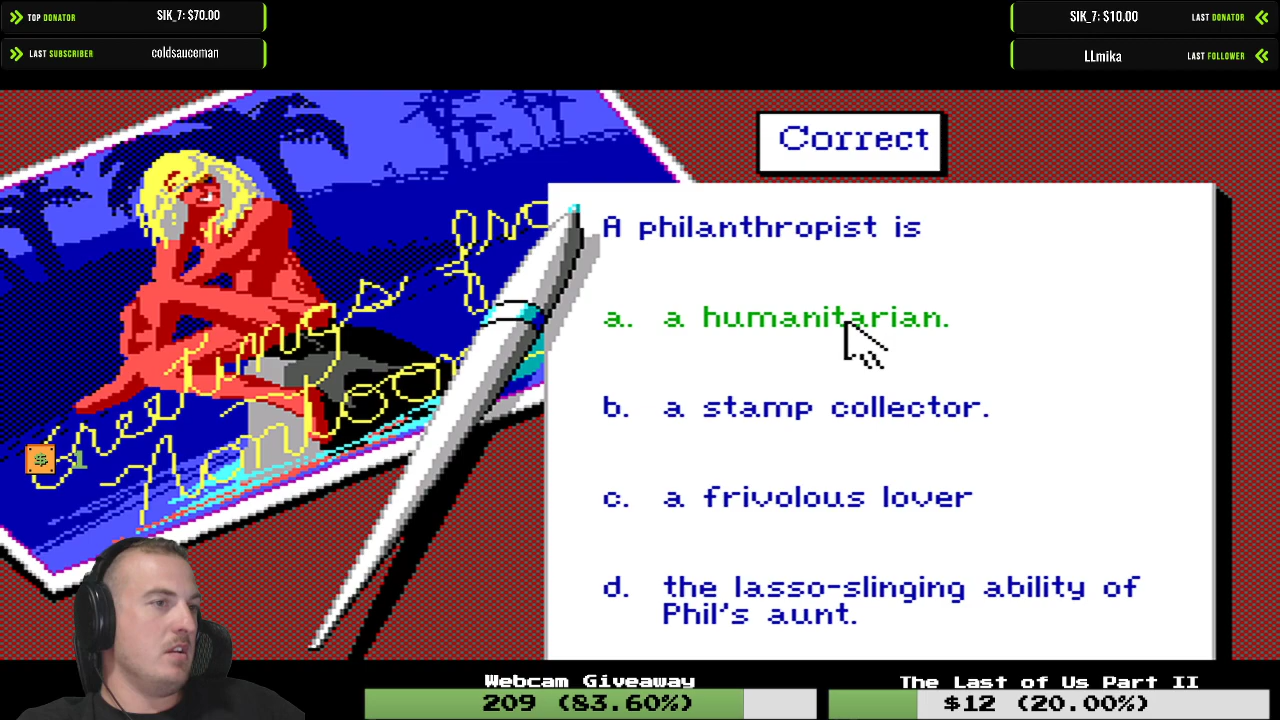 TOP DONATOR
SIK_7: $70.00
LAST SUBSCRIBER
coldsauceman
SIK_7: $10.00
LAST DONATOR
LLmika
LAST FOLLOWER
Correct
A philanthropist is
a. a humanitarian.
b. a stamp collector.
c. a frivolous lover
d. the lasso-slinging ability of
Phil's aunt.
$ 1
Webcam Giveaway
209 (83.60%)
The Last of Us Part II
$12 (20.00%)